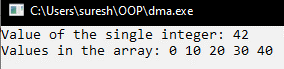 C:\Users\suresh\OOP\dma.exe
Value of the single integer: 42
Values in the array: 0 10 20 30 40